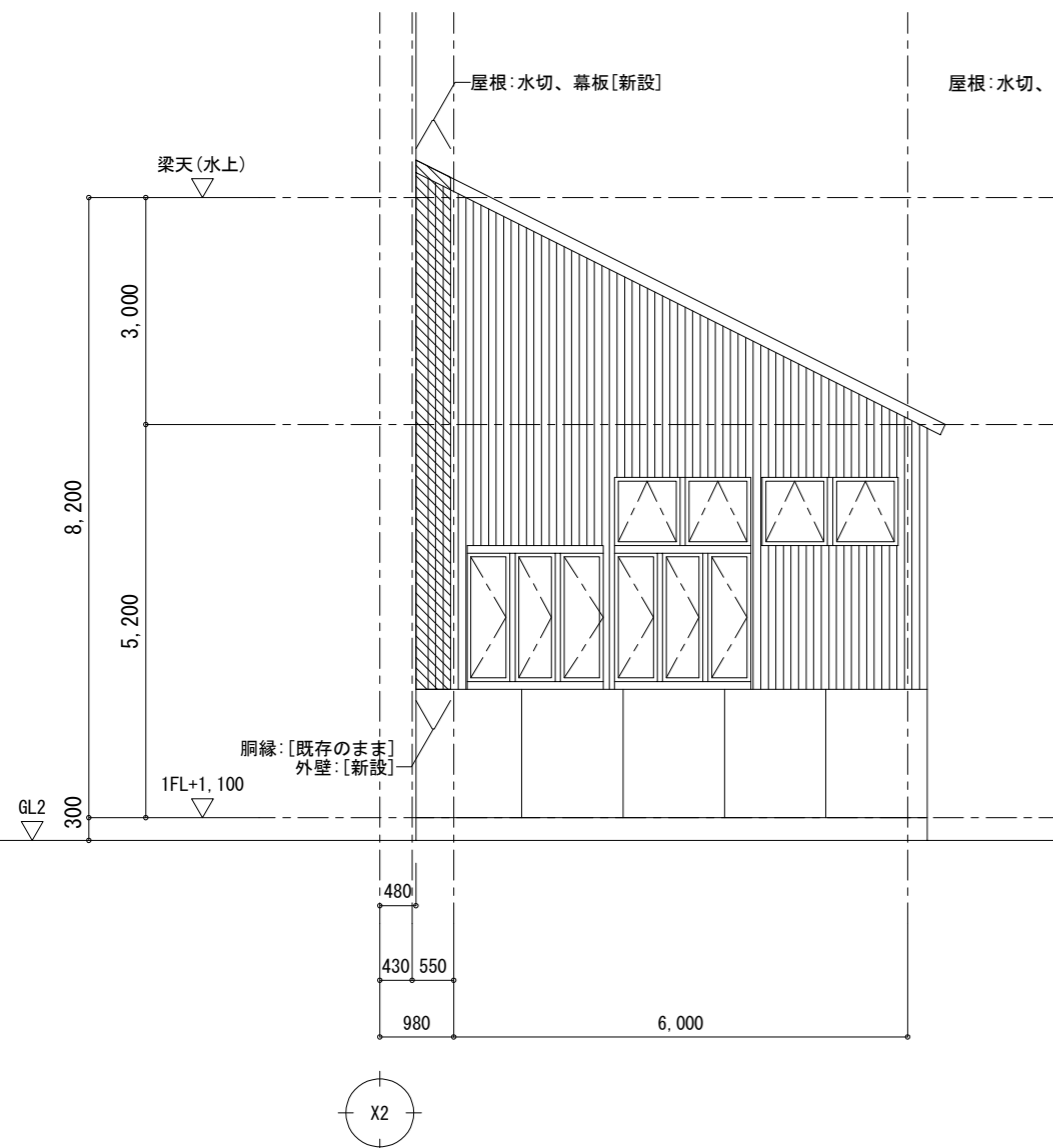 屋根:水切、幕板[新設]
屋根:水切、
梁天(水上)
3,000
8,200
5,200
胴縁:[既存のまま]
外壁:[新設]
1FL+1,100
GL2
300
480
430
550
980
6,000
X2